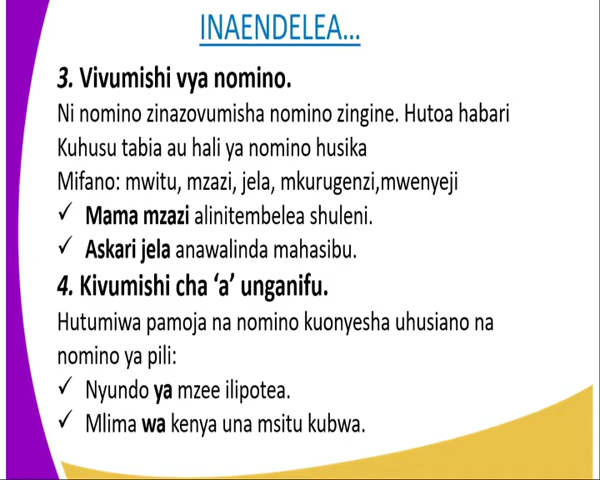 INAENDELEA...
3. Vivumishi vya nomino.
Ni nomino zinazovumisha nomino zingine. Hutoa habari
Kuhusu tabia au hali ya nomino husika
Mifano: mwitu, mzazi, jela, mkurugenzi,mwenyeji
✓ Mama mzazi alinitembelea shuleni.
✓ Askari jela anawalinda mahasibu.
4. Kivumishi cha ‘a’ unganifu.
Hutumiwa pamoja na nomino kuonyesha uhusiano na
nomino ya pili:
✓ Nyundo ya mzee ilipotea.
✓ Mlima wa kenya una msitu kubwa.